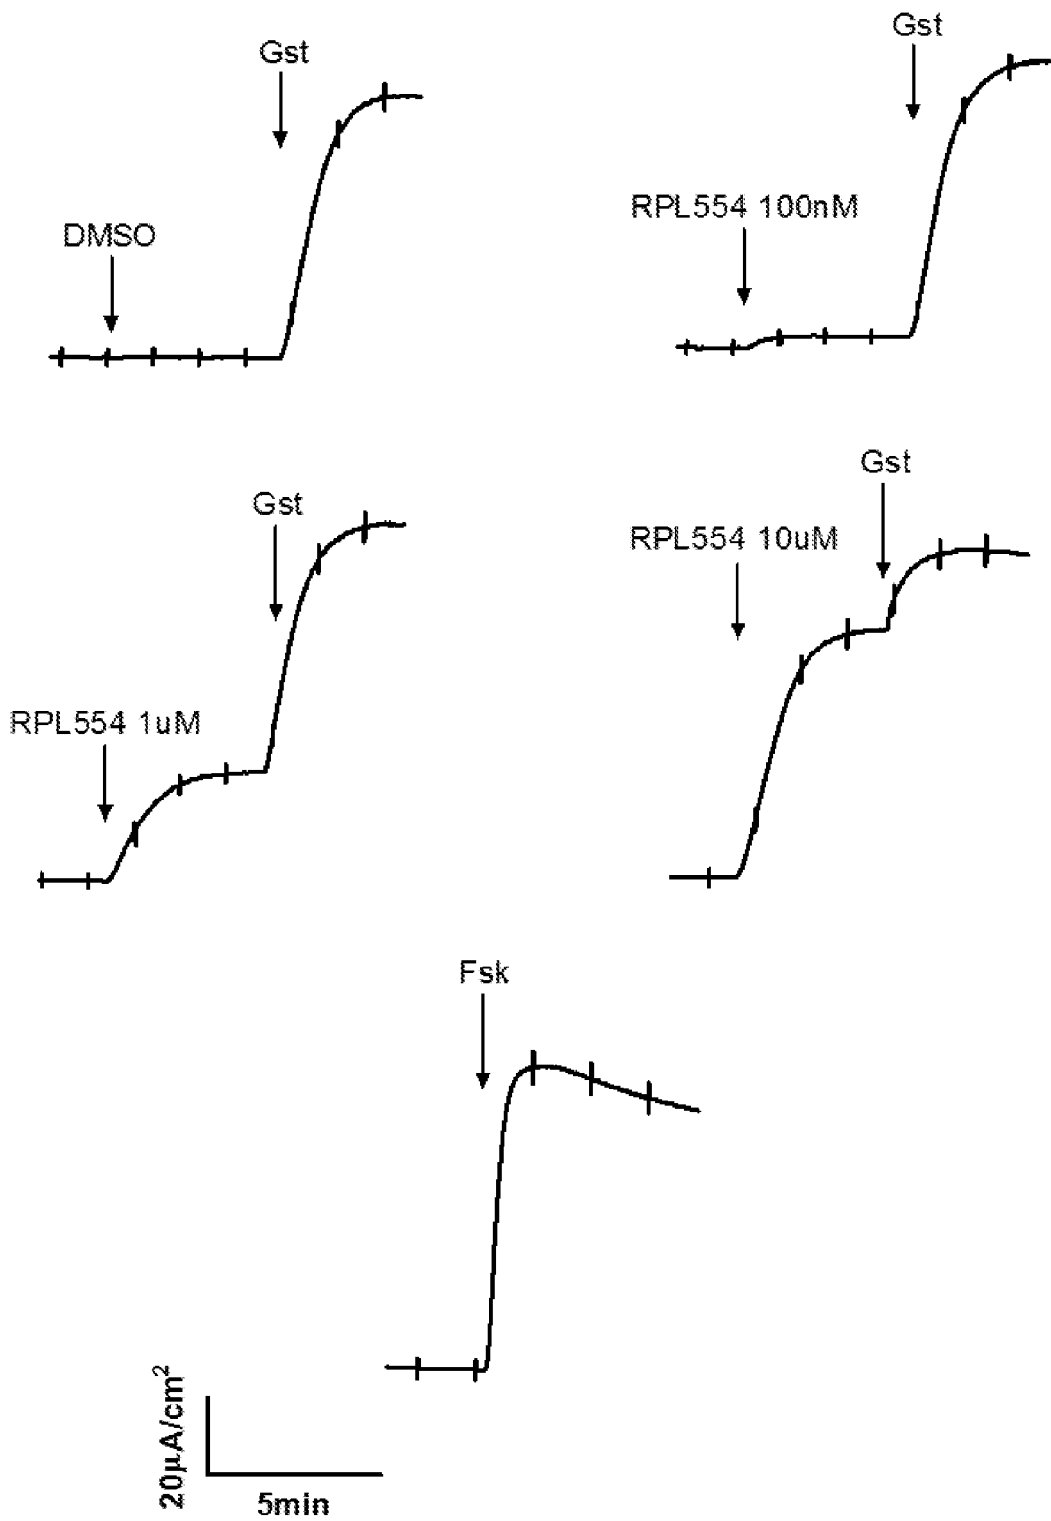 Gst
DMSO
Gst
RPL554 100nM
Gst
RPL554 1uM
Gst
RPL554 10uM
Fsk
20μA/cm²
5min